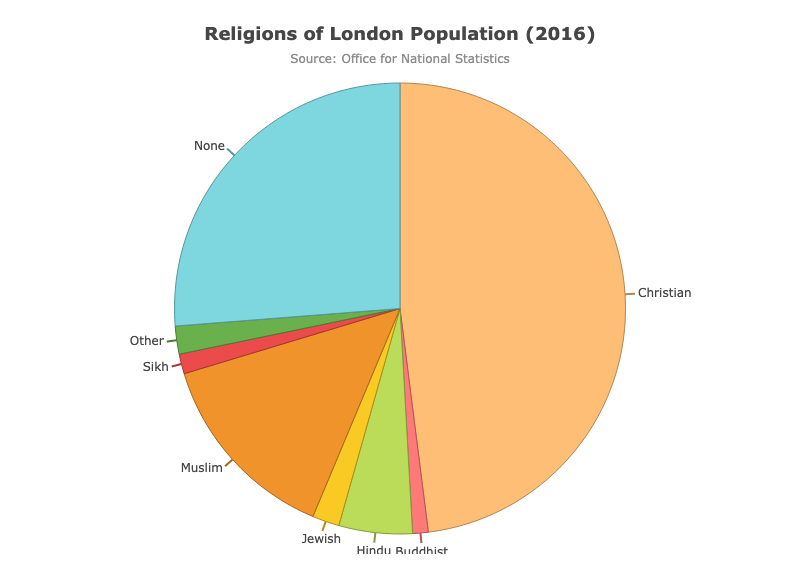 Religions of London Population (2016)
Source: Office for National Statistics
None
Christian
Other
Sikh
Muslim
Jewish
Hindu
Buddhist